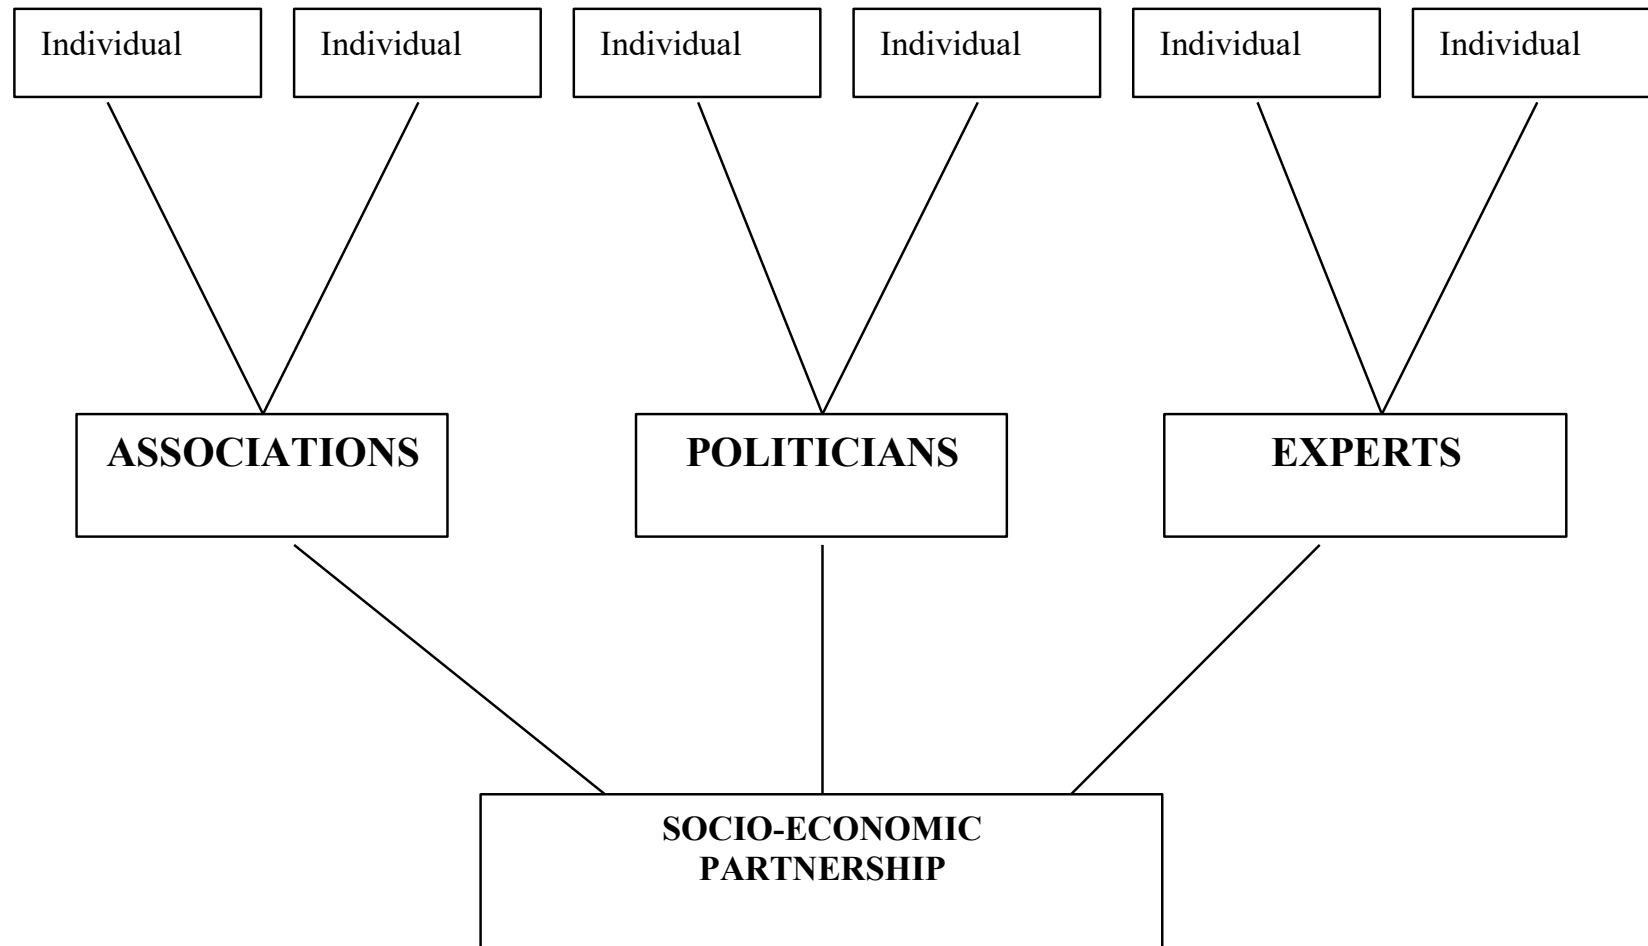 Individual
Individual
Individual
Individual
Individual
Individual
ASSOCIATIONS
POLITICIANS
EXPERTS
SOCIO-ECONOMIC
PARTNERSHIP